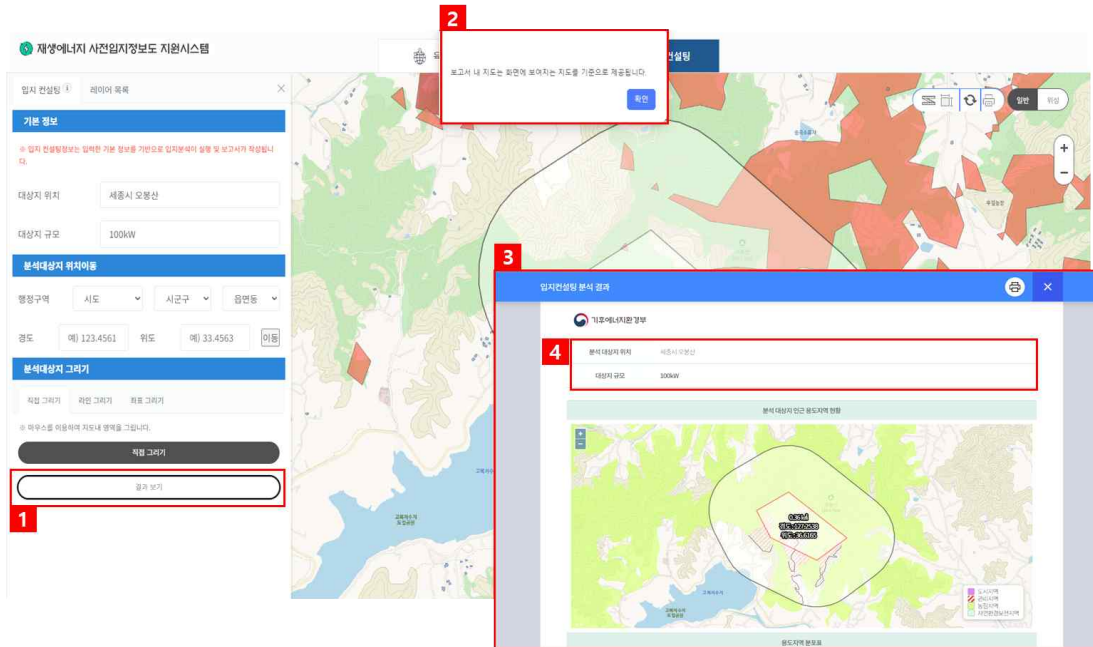 2
재생에너지 사전입지정보도 지원시스템
컨설팅
보고서 내 지도는 화면에 보여지는 지도를 기준으로 제공됩니다.
확인
입지 컨설팅
레이어 목록
일반
위성
기본 정보
※ 입지 컨설팅정보는 입력한 기본 정보를 기반으로 입지분석이 실행 및 보고서가 작성됩니다.
대상지 위치
세종시 오봉산
대상지 규모
100kW
분석대상지 위치이동
행정구역
시도
시군구
읍면동
경도
예) 123.4561
위도
예) 33.4563
이동
분석대상지 그리기
직접 그리기
라인 그리기
좌표 그리기
※ 마우스를 이용하여 지도내 영역을 그립니다.
직접 그리기
결과 보기
1
3
입지컨설팅 분석 결과
기후에너지환경부
4
분석 대상지 위치
세종시 오봉산
대상지 규모
100kW
분석 대상지 인근 용도지역 현황
도시지역
관리지역
농림지역
자연환경보전지역
용도지역 분포표